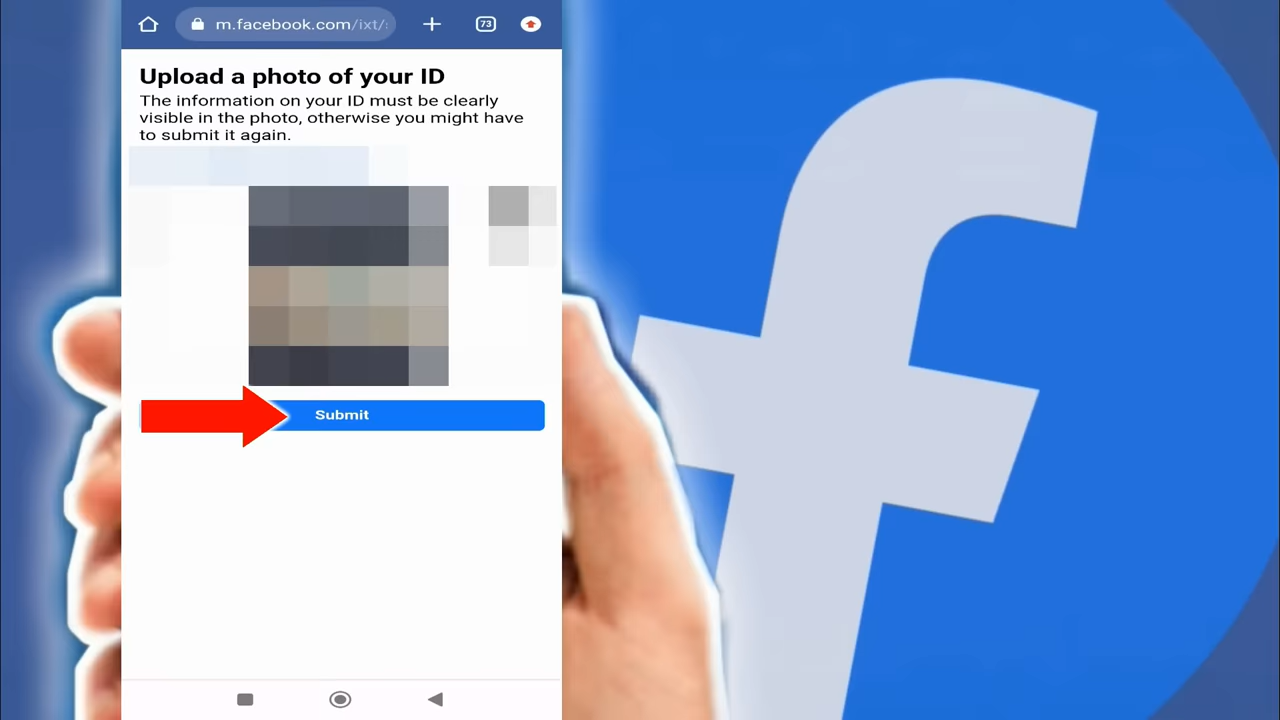 m.facebook.com/ixt/
73
Upload a photo of your ID
The information on your ID must be clearly
visible in the photo, otherwise you might have
to submit it again.
Submit
f